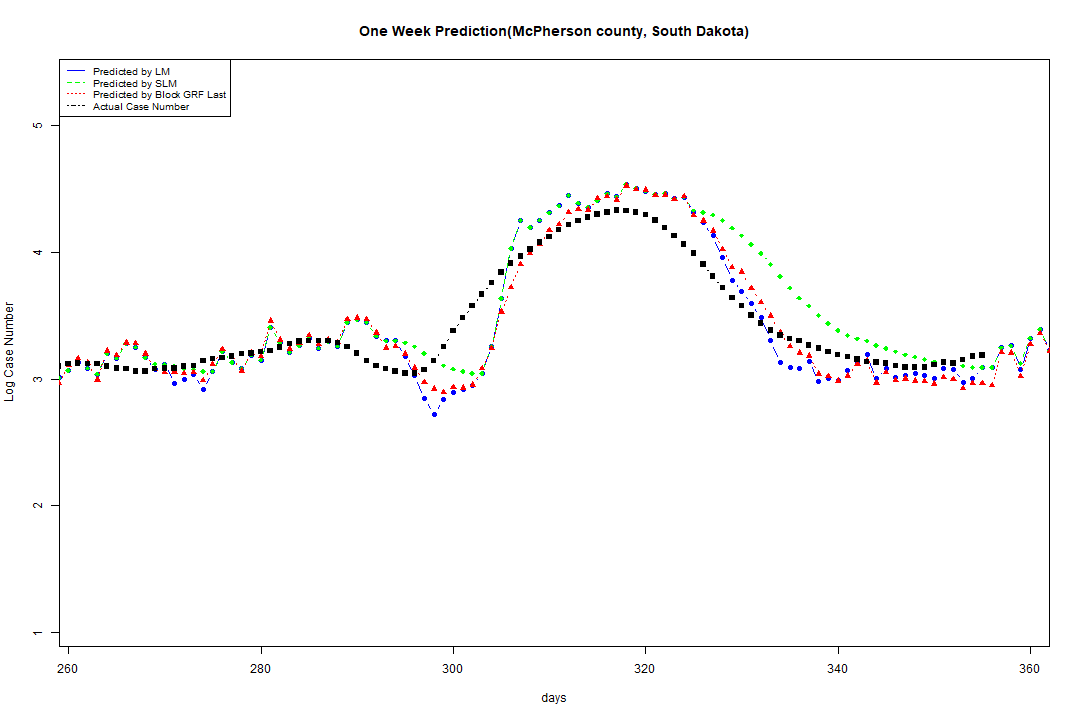 One Week Prediction(McPherson county, South Dakota)
Predicted by LM
Predicted by SLM
Predicted by Block GRF Last
Actual Case Number
5
4
3
2
1
Log Case Number
260 280 300 320 340 360
days